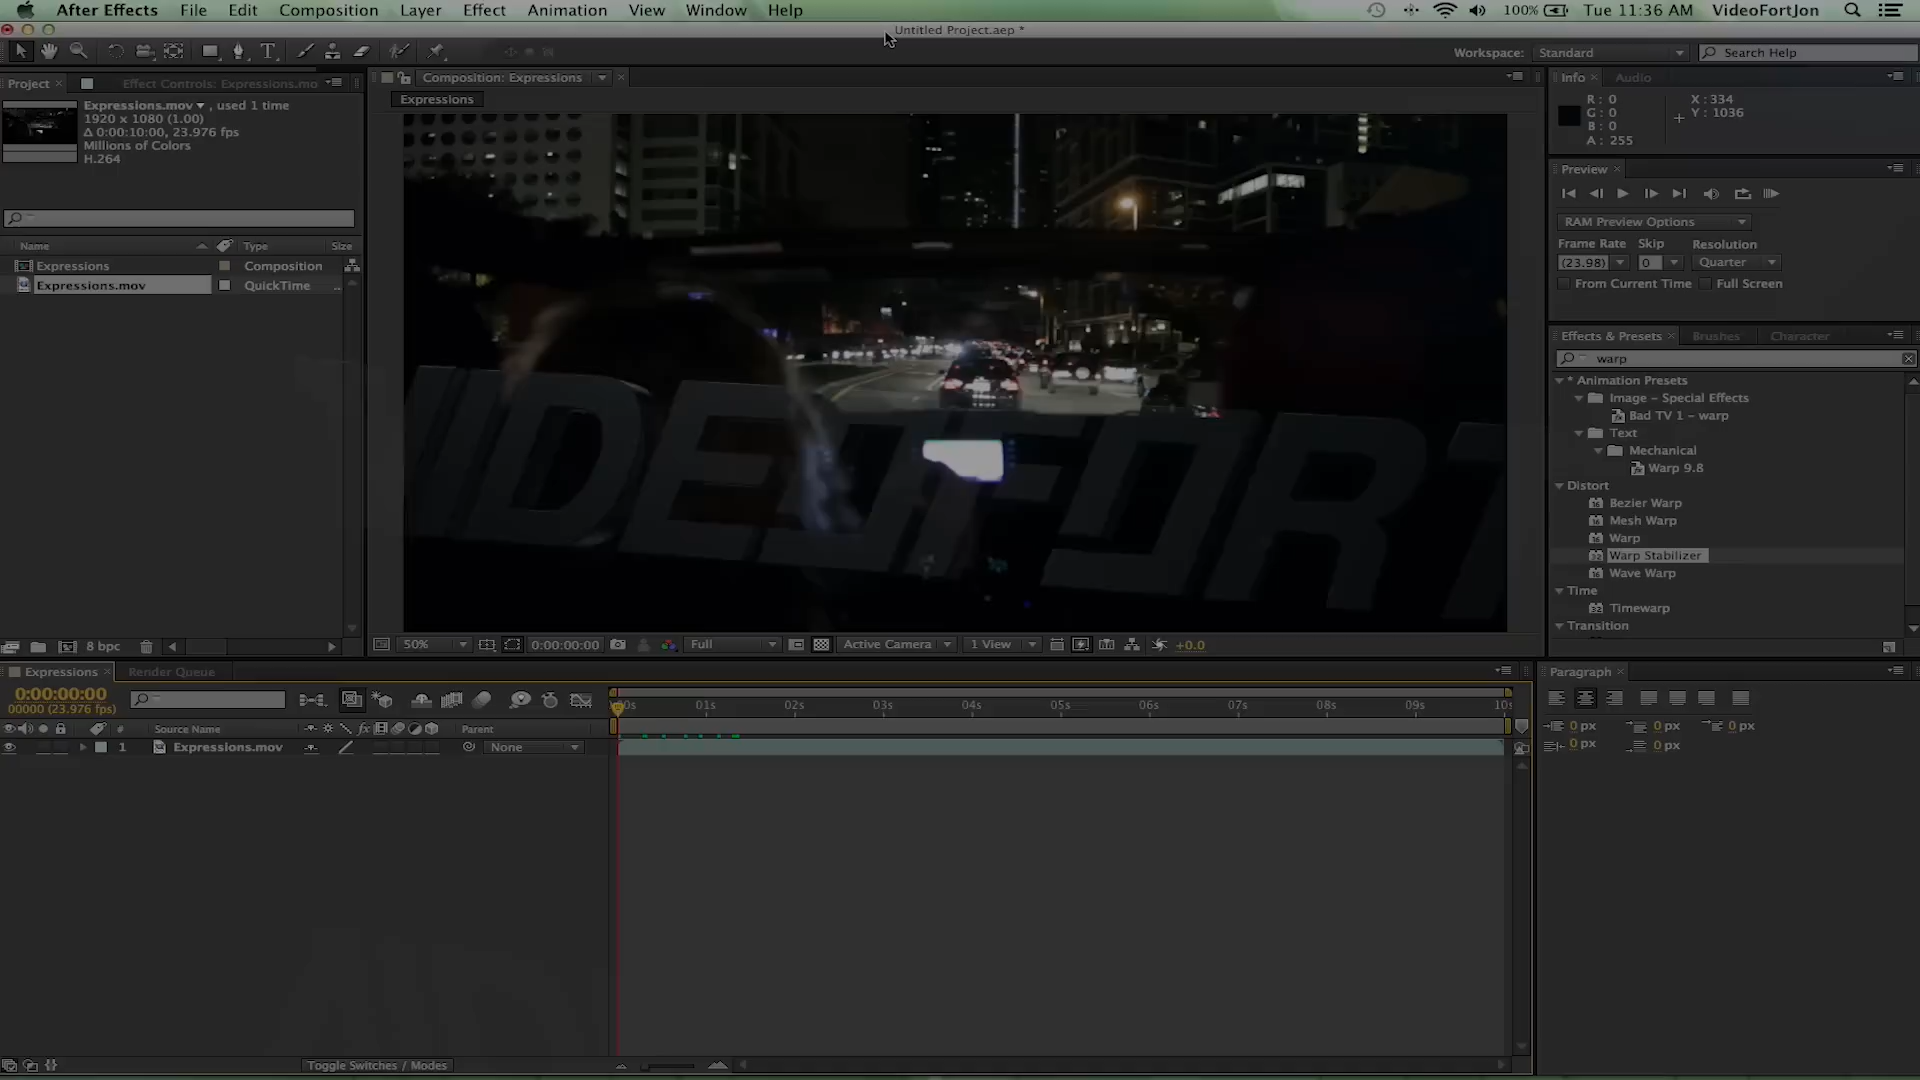 After Effects File Edit Composition Layer Effect Animation View Window Help 100% Tue 11:36 AM VideoFortJon
Untitled Project.aep *
Workspace: Standard Search Help
Project × Effect Controls: Expressions.mo
Composition: Expressions ×
Info × Audio
Expressions.mov ▾ , used 1 time
1920 x 1080 (1.00)
Δ 0:00:10:00, 23.976 fps
Millions of Colors
H.264
Expressions
R: 0
G: 0
B: 0
A: 255
X: 334
Y: 1036
Preview ×
RAM Preview Options
Frame Rate Skip Resolution
(23.98) 0 Quarter
From Current Time Full Screen
Name Type Size
Expressions Composition
Expressions.mov QuickTime ..
Effects & Presets × Brushes Character
warp
* Animation Presets
Image – Special Effects
Bad TV 1 – warp
Text
Mechanical
Warp 9.8
Distort
Bezier Warp
Mesh Warp
Warp
Warp Stabilizer
Wave Warp
Time
Timewarp
Transition
VIDEOFORT
8 bpc
50% 0:00:00:00 Full Active Camera 1 View +0.0
Expressions × Render Queue
Paragraph ×
0:00:00:00
00000 (23.976 fps)
00s 01s 02s 03s 04s 05s 06s 07s 08s 09s 10s
# Source Name fx Parent
1 Expressions.mov None
0 px 0 px 0 px
0 px 0 px
Toggle Switches / Modes